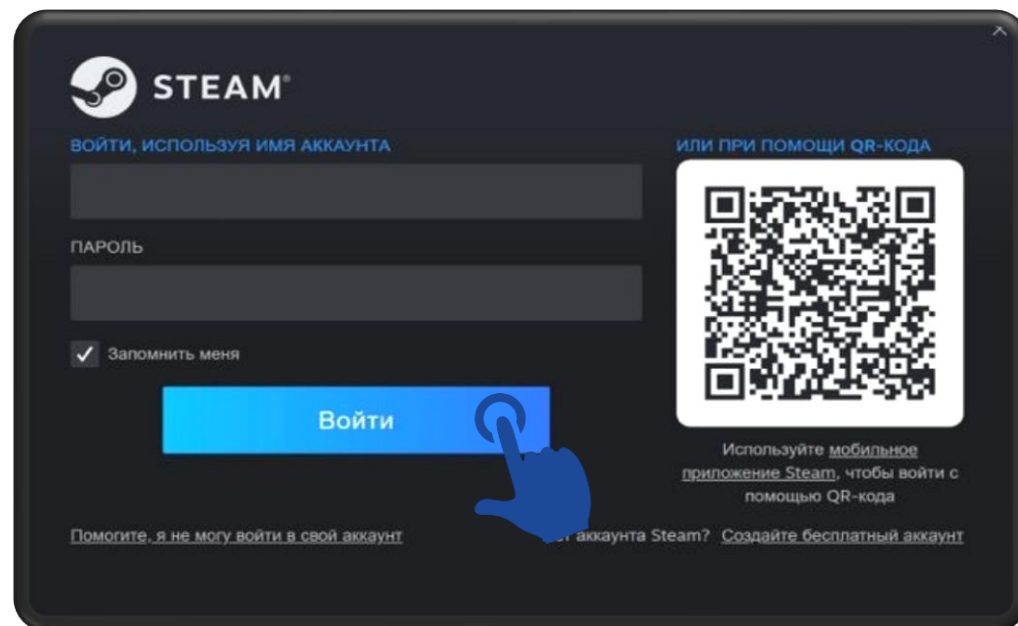 STEAM®
ВОЙТИ, ИСПОЛЬЗУЯ ИМЯ АККАУНТА
ИЛИ ПРИ ПОМОЩИ QR-КОДА
ПАРОЛЬ
Запомнить меня
Войти
Используйте мобильное
приложение Steam, чтобы войти с
помощью QR-кода
Помогите, я не могу войти в свой аккаунт
аккаунта Steam? Создайте бесплатный аккаунт